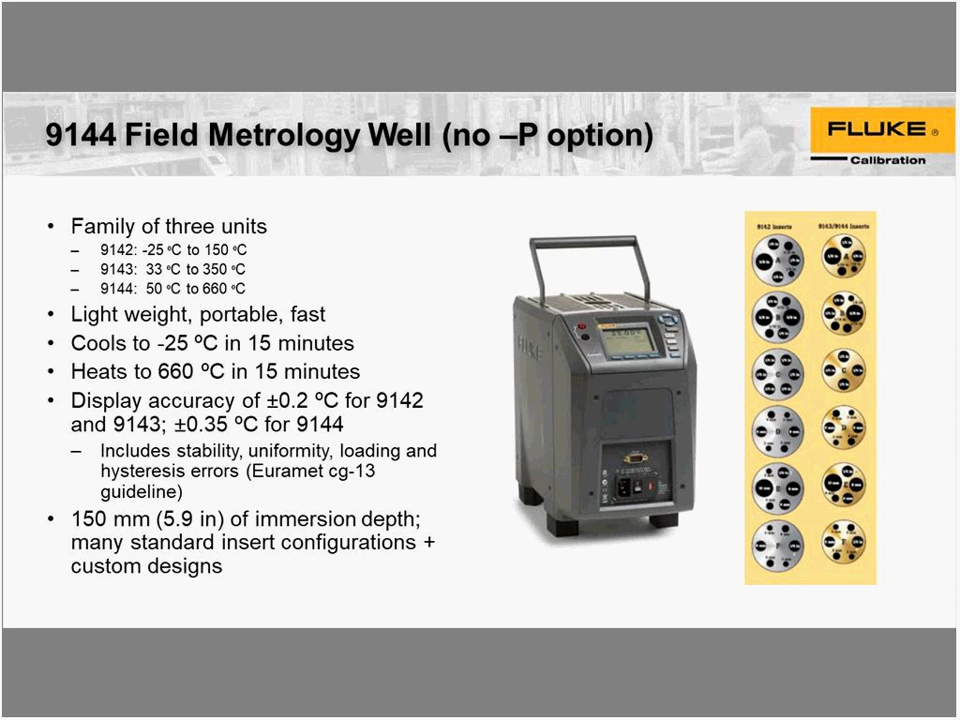 9144 Field Metrology Well (no –P option)
FLUKE ®
Calibration
• Family of three units
– 9142: -25 ºC to 150 ºC
– 9143: 33 ºC to 350 ºC
– 9144: 50 ºC to 660 ºC
• Light weight, portable, fast
• Cools to -25 ºC in 15 minutes
• Heats to 660 ºC in 15 minutes
• Display accuracy of ±0.2 ºC for 9142
and 9143; ±0.35 ºC for 9144
– Includes stability, uniformity, loading and
hysteresis errors (Euramet cg-13
guideline)
• 150 mm (5.9 in) of immersion depth;
many standard insert configurations +
custom designs
FLUKE
FLUKE
9142 Inserts
9143/9144 Inserts
A
A
B
B
C
C
D
D
E
E
F
F